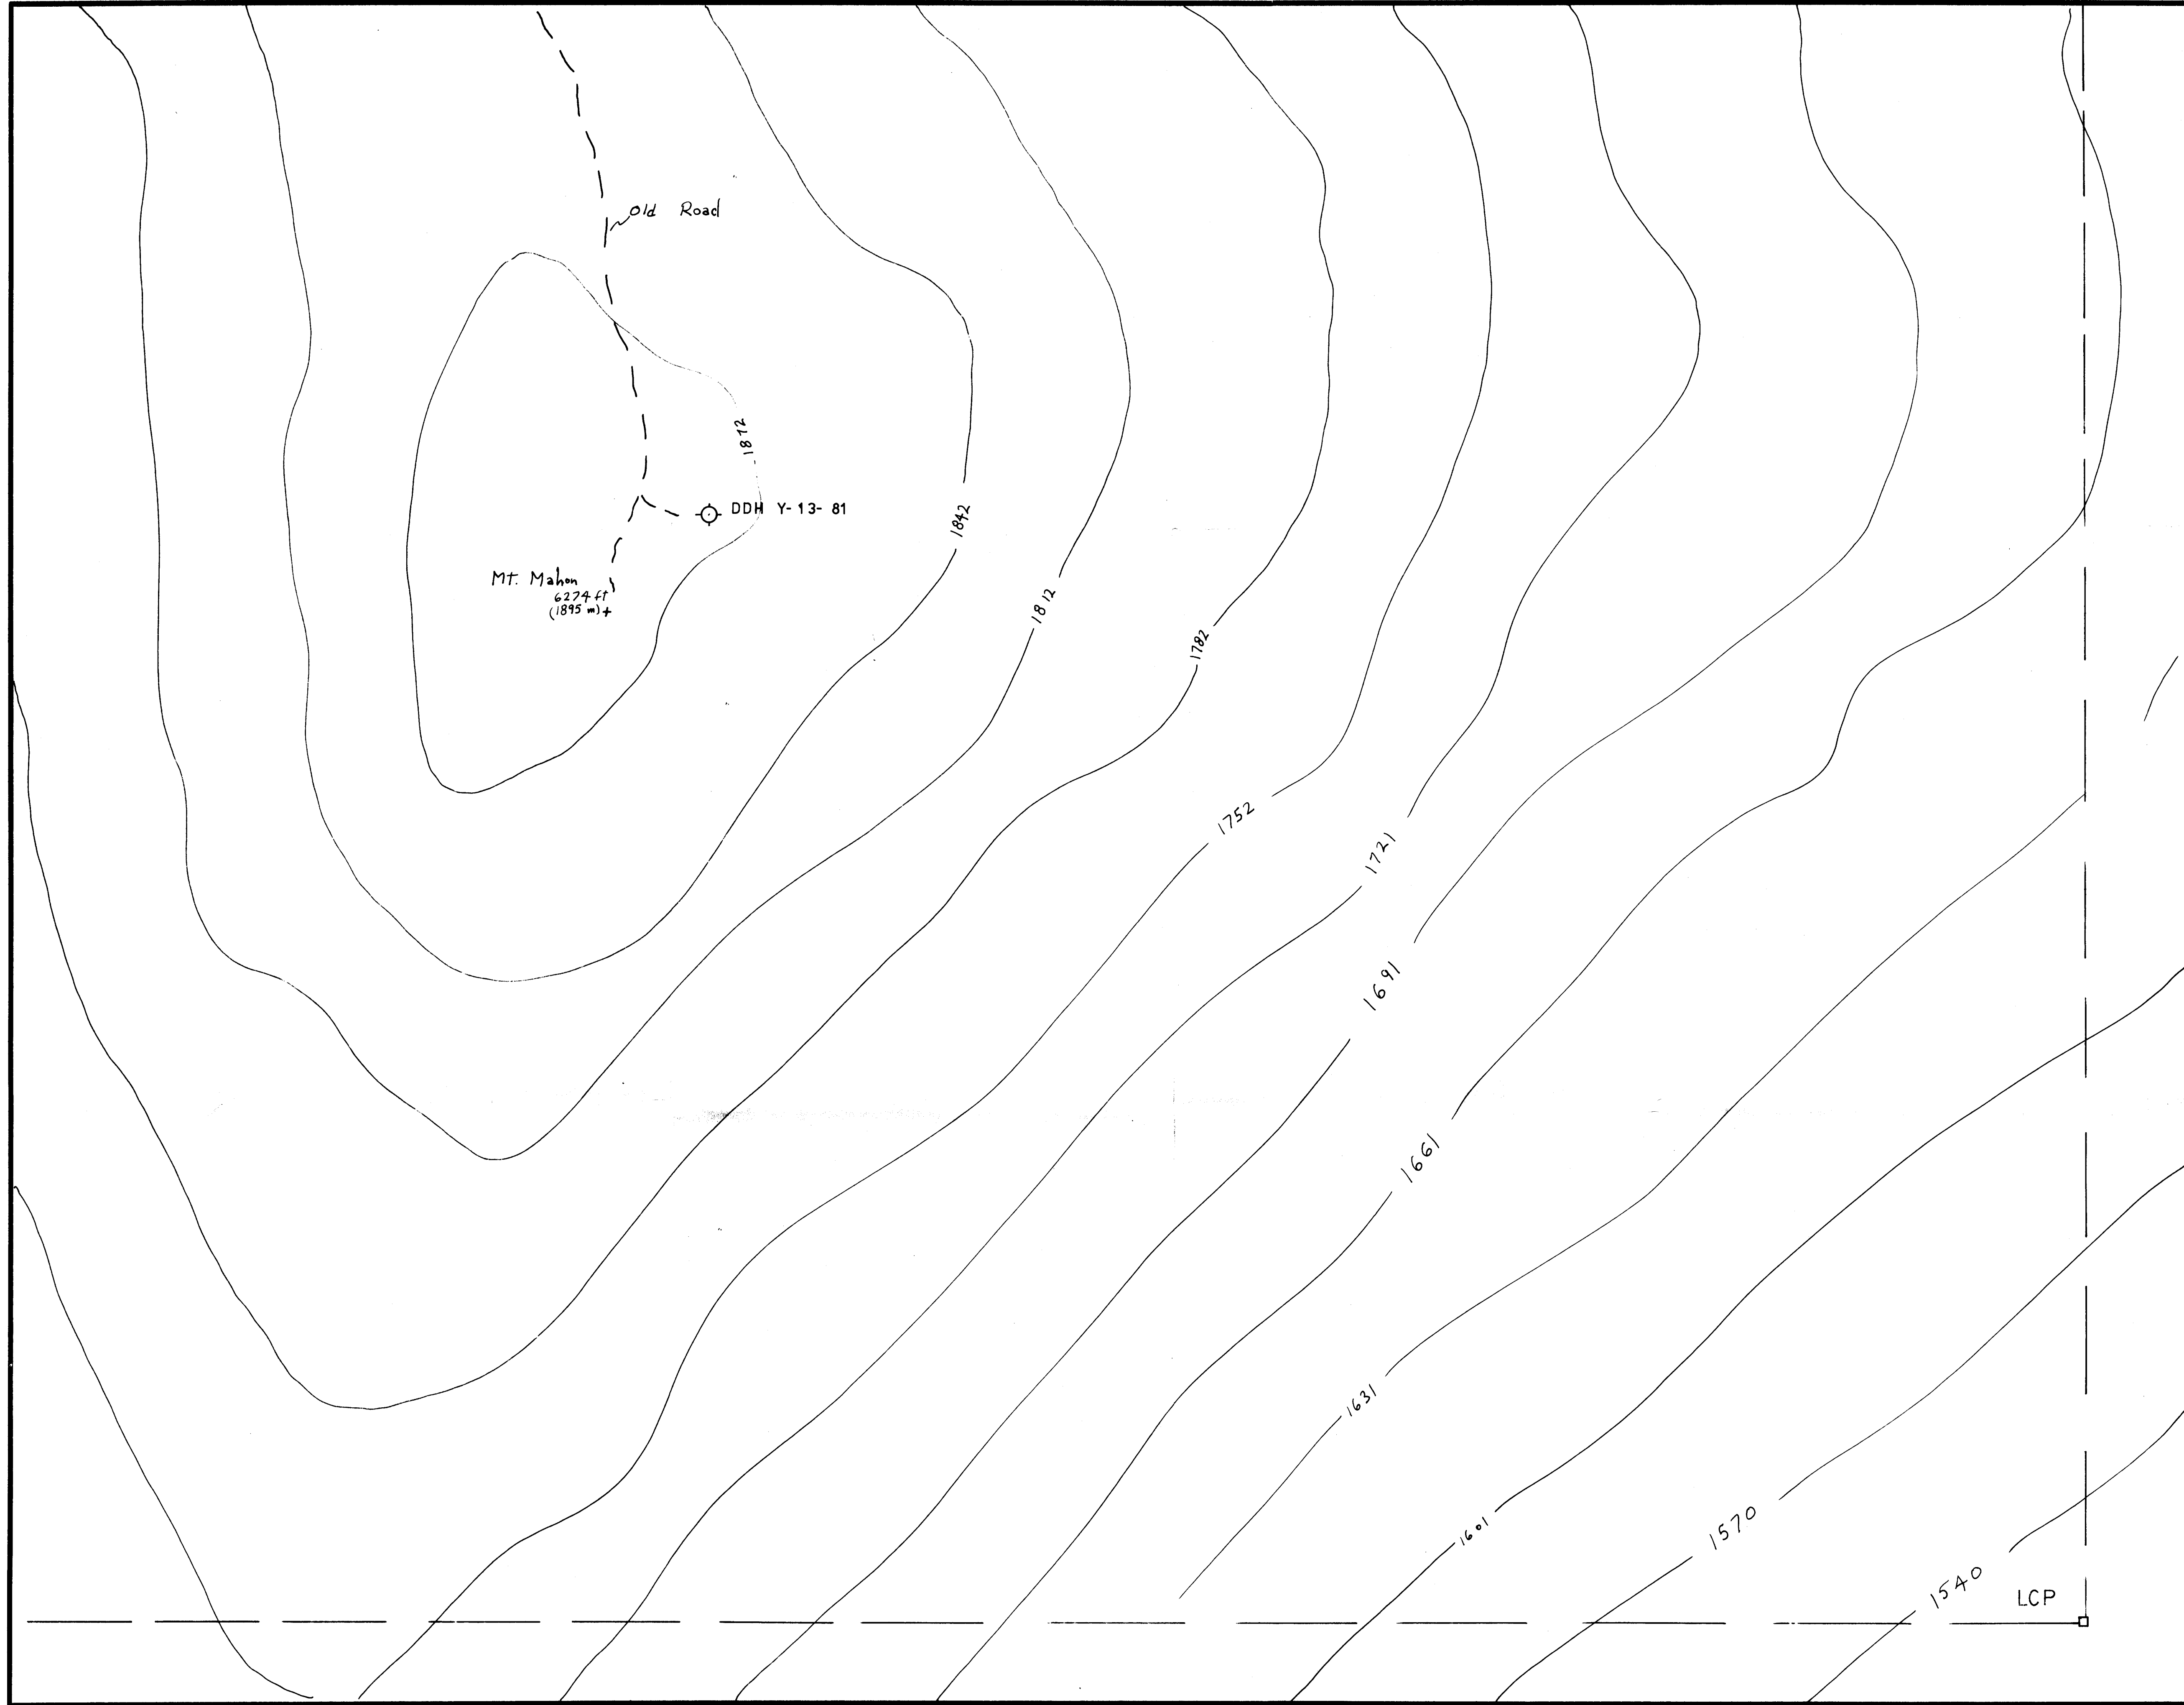 Old Road
1872
DDH Y-13-81
1842
Mt. Mahon
6274 ft
(1895 m) +
1812
1782
1752
1721
1691
1661
1631
1601
1570
1540
LCP